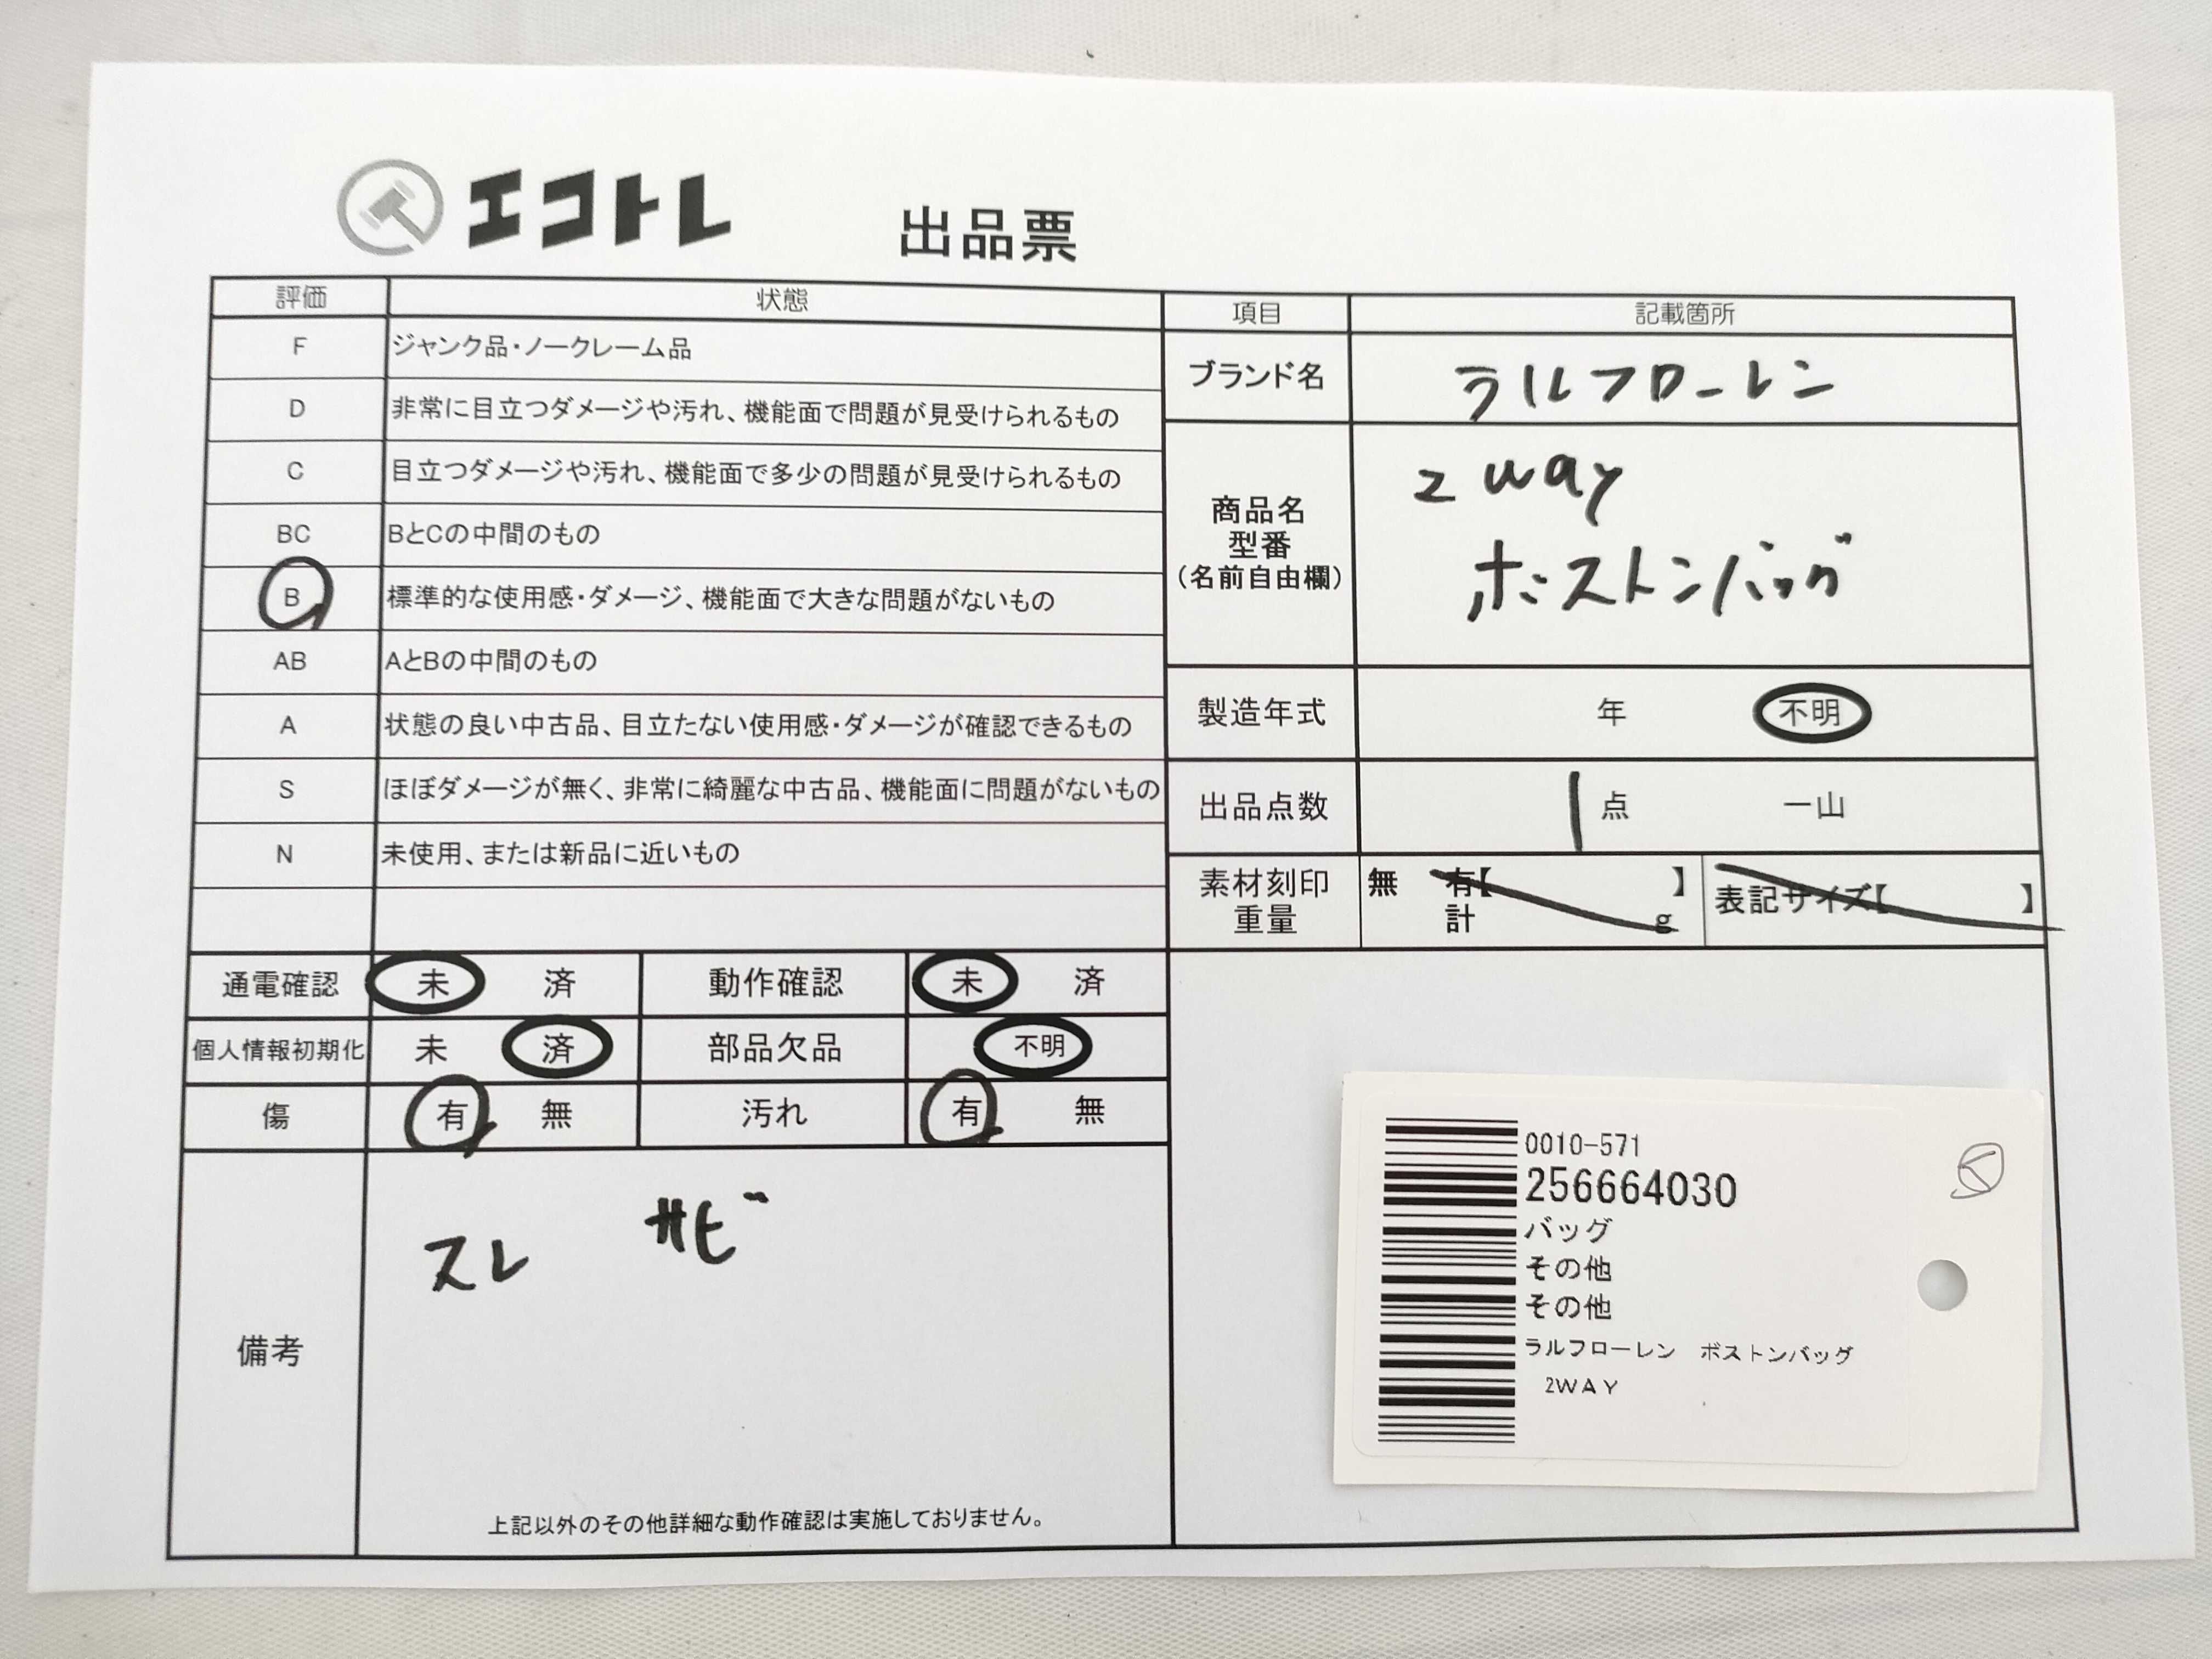 エコトレ 出品票
評価 状態
F ジャンク品・ノークレーム品
D 非常に目立つダメージや汚れ、機能面で問題が見受けられるもの
C 目立つダメージや汚れ、機能面で多少の問題が見受けられるもの
BC BとCの中間のもの
B 標準的な使用感・ダメージ、機能面で大きな問題がないもの
AB AとBの中間のもの
A 状態の良い中古品、目立たない使用感・ダメージが確認できるもの
S ほぼダメージが無く、非常に綺麗な中古品、機能面に問題がないもの
N 未使用、または新品に近いもの
項目 記載箇所
ブランド名 ラルフローレン
商品名
型番
(名前自由欄)
2way
ボストンバッグ
製造年式 年 不明
出品点数 1点 一山
素材刻印
重量
無 有【 】
計 g
表記サイズ【 】
通電確認 未 済 動作確認 未 済
個人情報初期化 未 済 部品欠品 不明
傷 有 無 汚れ 有 無
備考
スレ サビ
上記以外のその他詳細な動作確認は実施しておりません。
0010-571
256664030
バッグ
その他
その他
ラルフローレン ボストンバッグ
2WAY